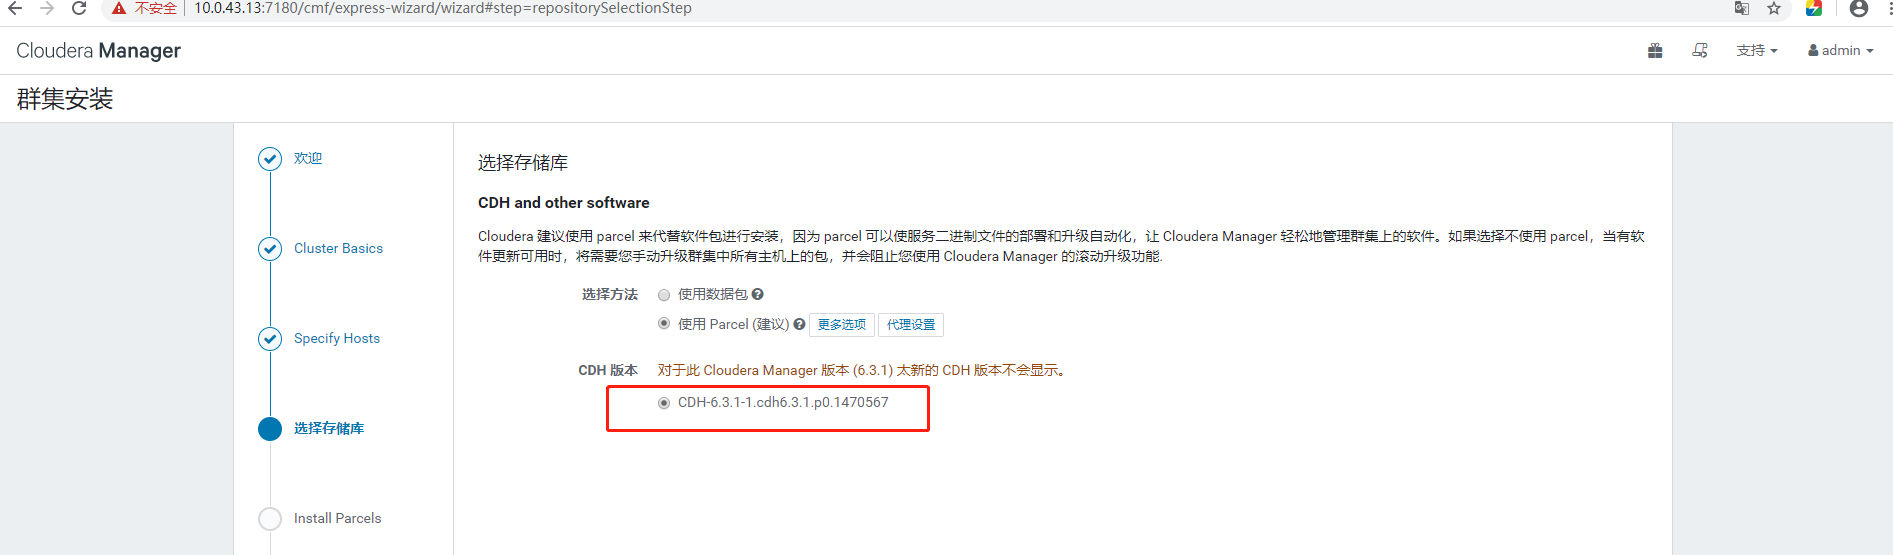 不安全 | 10.0.43.13:7180/cmf/express-wizard/wizard#step=repositorySelectionStep
Cloudera Manager
支持
admin
群集安装
欢迎
Cluster Basics
Specify Hosts
选择存储库
Install Parcels
选择存储库
CDH and other software
Cloudera 建议使用 parcel 来代替软件包进行安装，因为 parcel 可以使服务二进制文件的部署和升级自动化，让 Cloudera Manager 轻松地管理群集上的软件。如果选择不使用 parcel，当有软
件更新可用时，将需要您手动升级群集中所有主机上的包，并会阻止您使用 Cloudera Manager 的滚动升级功能.
选择方法
使用数据包
使用 Parcel (建议) 更多选项 代理设置
CDH 版本 对于此 Cloudera Manager 版本 (6.3.1) 太新的 CDH 版本不会显示。
CDH-6.3.1-1.cdh6.3.1.p0.1470567